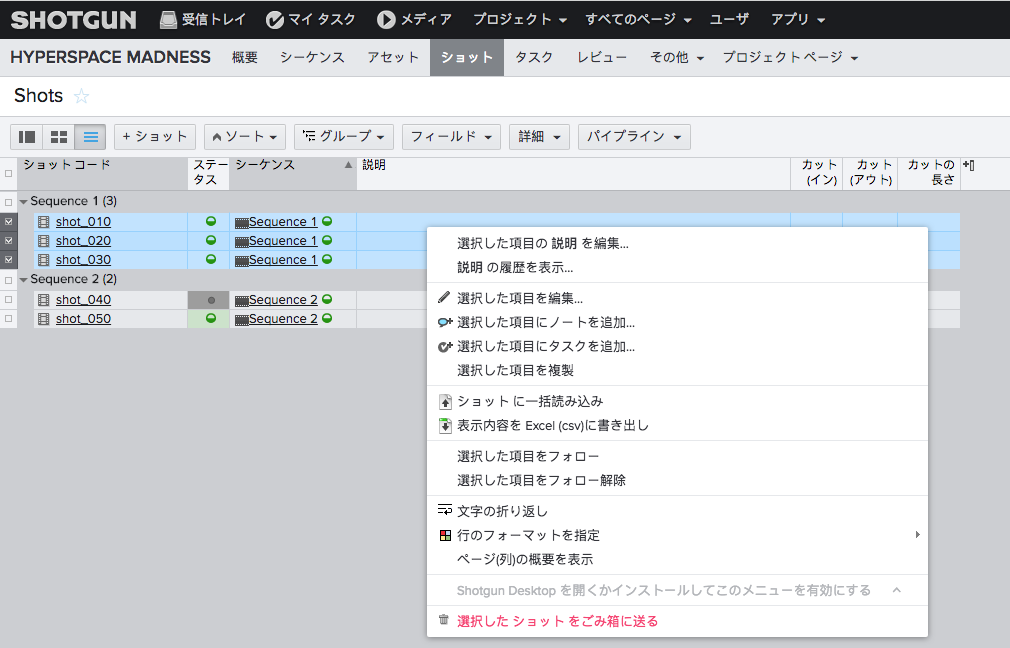 SHOTGUN 受信トレイ マイ タスク メディア プロジェクト すべてのページ ユーザ アプリ
HYPERSPACE MADNESS 概要 シーケンス アセット ショット タスク レビュー その他 プロジェクト ページ
Shots
+ ショット ソート グループ フィールド 詳細 パイプライン
ショット コード ステータス シーケンス 説明 カット(イン) カット(アウト) カットの長さ
Sequence 1 (3)
shot_010 Sequence 1
shot_020 Sequence 1
shot_030 Sequence 1
Sequence 2 (2)
shot_040 Sequence 2
shot_050 Sequence 2
選択した項目の 説明 を編集...
説明 の履歴を表示...
選択した項目を編集...
選択した項目にノートを追加...
選択した項目にタスクを追加...
選択した項目を複製
ショット に一括読み込み
表示内容を Excel (csv)に書き出し
選択した項目をフォロー
選択した項目をフォロー解除
文字の折り返し
行のフォーマットを指定
ページ(列)の概要を表示
Shotgun Desktop を開くかインストールしてこのメニューを有効にする
選択した ショット をごみ箱に送る